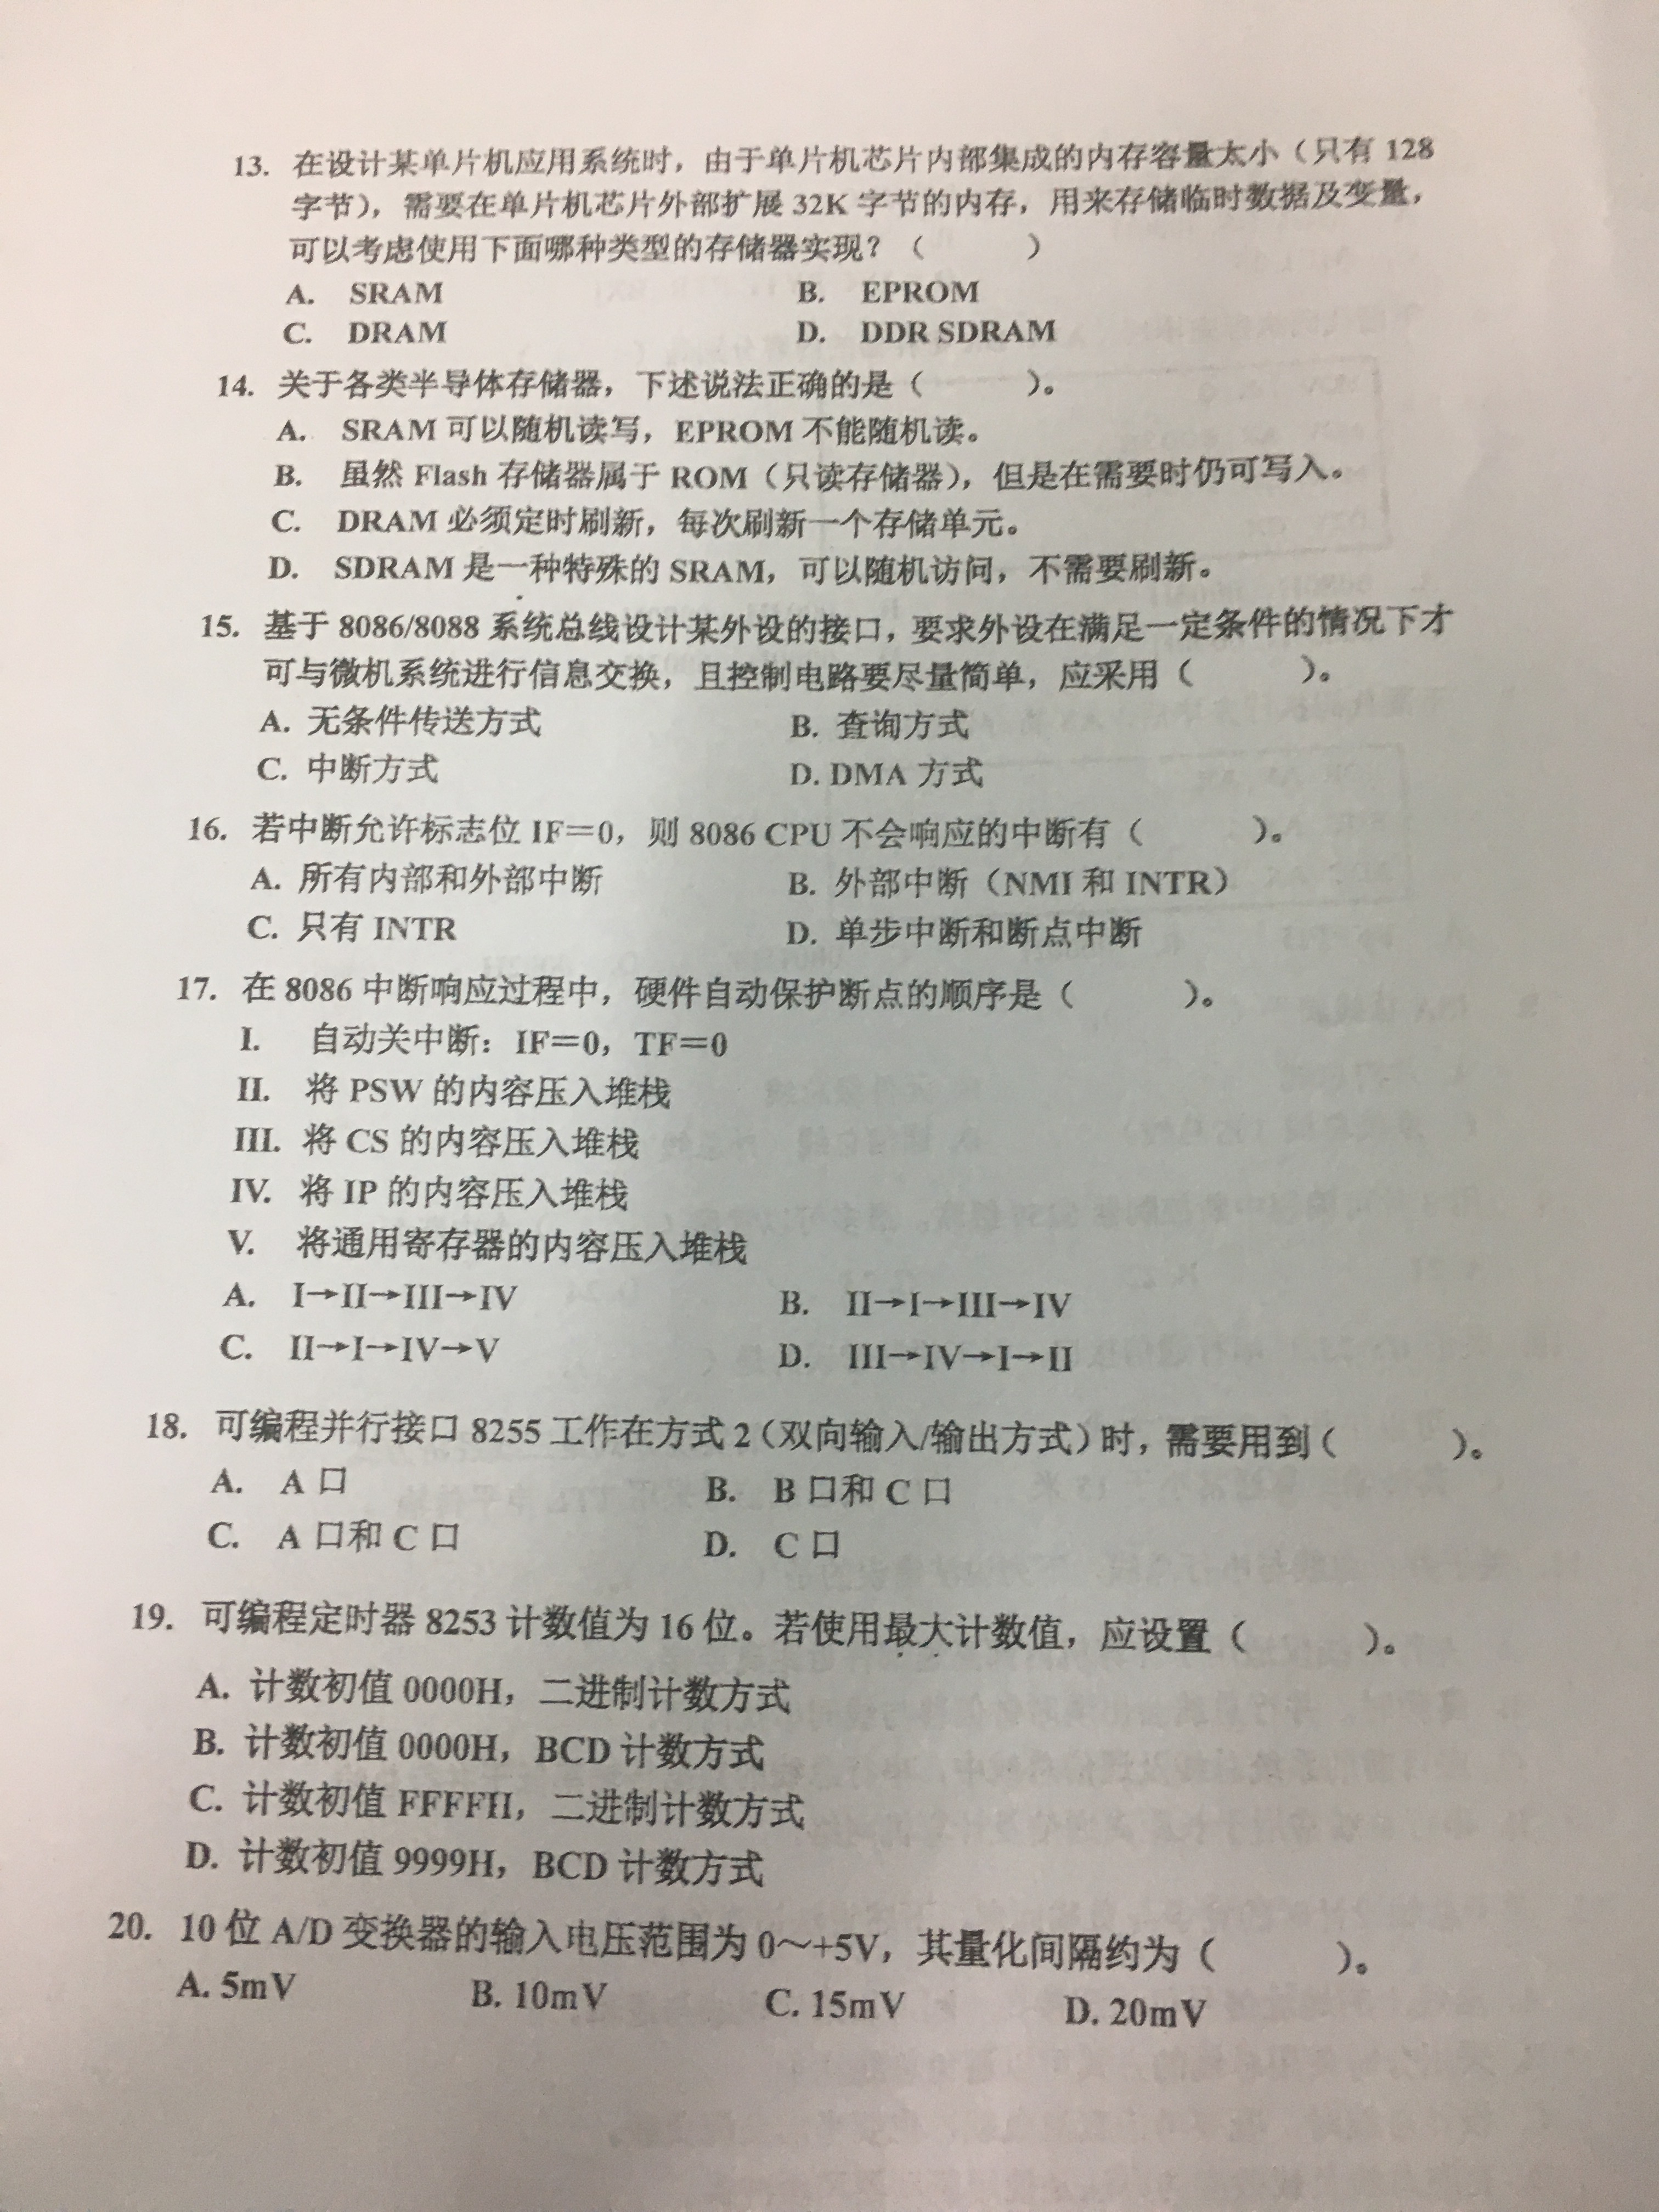 13. 在设计某单片机应用系统时，由于单片机芯片内部集成的内存容量太小（只有 128
字节），需要在单片机芯片外部扩展 32K 字节的内存，用来存储临时数据及变量，
可以考虑使用下面哪种类型的存储器实现？（ ）
A. SRAM B. EPROM
C. DRAM D. DDR SDRAM
14. 关于各类半导体存储器，下述说法正确的是（ ）。
A. SRAM 可以随机读写，EPROM 不能随机读。
B. 虽然 Flash 存储器属于 ROM（只读存储器），但是在需要时仍可写入。
C. DRAM 必须定时刷新，每次刷新一个存储单元。
D. SDRAM 是一种特殊的 SRAM，可以随机访问，不需要刷新。
15. 基于 8086/8088 系统总线设计某外设的接口，要求外设在满足一定条件的情况下才
可与微机系统进行信息交换，且控制电路要尽量简单，应采用（ ）。
A. 无条件传送方式 B. 查询方式
C. 中断方式 D. DMA 方式
16. 若中断允许标志位 IF＝0，则 8086 CPU 不会响应的中断有（ ）。
A. 所有内部和外部中断 B. 外部中断（NMI 和 INTR）
C. 只有 INTR D. 单步中断和断点中断
17. 在 8086 中断响应过程中，硬件自动保护断点的顺序是（ ）。
I. 自动关中断：IF＝0，TF＝0
II. 将 PSW 的内容压入堆栈
III. 将 CS 的内容压入堆栈
IV. 将 IP 的内容压入堆栈
V. 将通用寄存器的内容压入堆栈
A. I→II→III→IV B. II→I→III→IV
C. II→I→IV→V D. III→IV→I→II
18. 可编程并行接口 8255 工作在方式 2（双向输入/输出方式）时，需要用到（ ）。
A. A 口 B. B 口和 C 口
C. A 口和 C 口 D. C 口
19. 可编程定时器 8253 计数值为 16 位。若使用最大计数值，应设置（ ）。
A. 计数初值 0000H，二进制计数方式
B. 计数初值 0000H，BCD 计数方式
C. 计数初值 FFFFH，二进制计数方式
D. 计数初值 9999H，BCD 计数方式
20. 10 位 A/D 变换器的输入电压范围为 0～+5V，其量化间隔约为（ ）。
A. 5mV B. 10mV C. 15mV D. 20mV